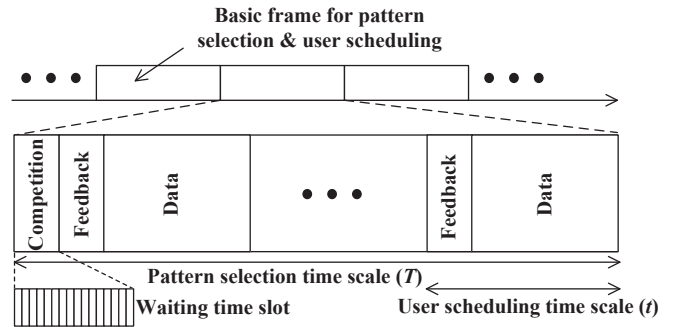 Basic frame for pattern
selection & user scheduling
Competition
Feedback
Data
Feedback
Data
Pattern selection time scale (T)
Waiting time slot
User scheduling time scale (t)